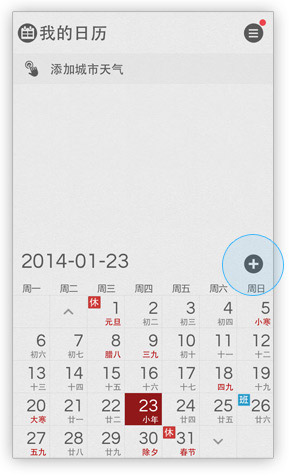 我的日历
添加城市天气
2014-01-23
周一 周二 周三 周四 周五 周六 周日
休 1 2 3 4 5
元旦 初二 初三 初四 小寒
6 7 8 9 10 11 12
初六 初七 腊八 三九 初十 十一 十二
13 14 15 16 17 18 19
十三 十四 十五 十六 十七 四九 十九
20 21 22 23 24 25 班 26
大寒 廿一 廿二 小年 廿四 廿五 廿六
27 28 29 30 休 31
五九 廿八 廿九 除夕 春节